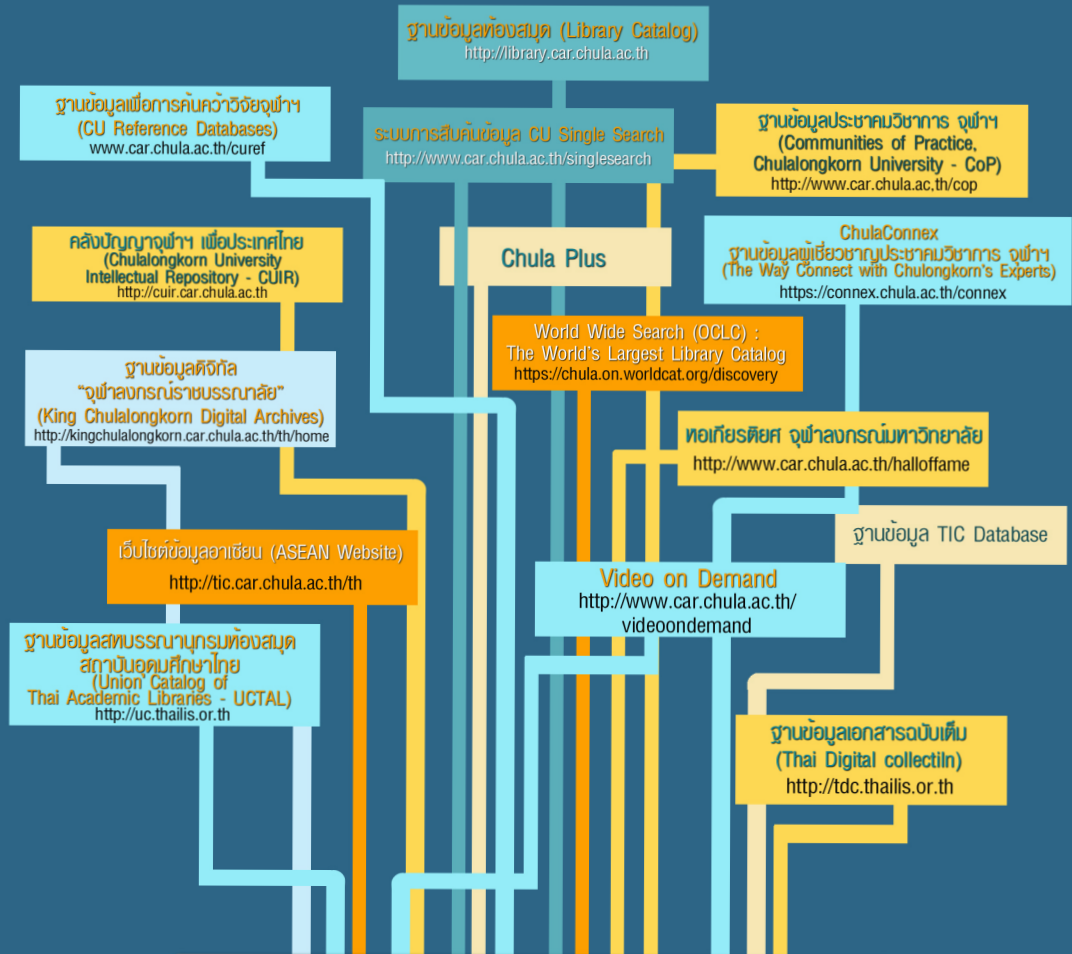 ฐานข้อมูลห้องสมุด (Library Catalog)
http://library.car.chula.ac.th
ฐานข้อมูลเพื่อการค้นคว้าวิจัยจุฬาฯ
(CU Reference Databases)
www.car.chula.ac.th/curef
ระบบการสืบค้นข้อมูล CU Single Search
http://www.car.chula.ac.th/singlesearch
ฐานข้อมูลประชาคมวิชาการ จุฬาฯ
(Communities of Practice,
Chulalongkorn University - CoP)
http://www.car.chula.ac.th/cop
คลังปัญญาจุฬาฯ เพื่อประเทศไทย
(Chulalongkorn University
Intellectual Repository - CUIR)
http://cuir.car.chula.ac.th
Chula Plus
ChulaConnex
ฐานข้อมูลผู้เชี่ยวชาญประชาคมวิชาการ จุฬาฯ
(The Way Connect with Chulongkorn's Experts)
https://connex.chula.ac.th/connex
World Wide Search (OCLC) :
The World's Largest Library Catalog
https://chula.on.worldcat.org/discovery
ฐานข้อมูลดิจิทัล
“จุฬาลงกรณ์ราชบรรณาลัย”
(King Chulalongkorn Digital Archives)
http://kingchulalongkorn.car.chula.ac.th/th/home
หอเกียรติยศ จุฬาลงกรณ์มหาวิทยาลัย
http://www.car.chula.ac.th/halloffame
ฐานข้อมูล TIC Database
เว็บไซต์ข้อมูลอาเซียน (ASEAN Website)
http://tic.car.chula.ac.th/th
Video on Demand
http://www.car.chula.ac.th/
videoondemand
ฐานข้อมูลสหบรรณานุกรมห้องสมุด
สถาบันอุดมศึกษาไทย
(Union Catalog of
Thai Academic Libraries - UCTAL)
http://uc.thailis.or.th
ฐานข้อมูลเอกสารฉบับเต็ม
(Thai Digital collectiln)
http://tdc.thailis.or.th